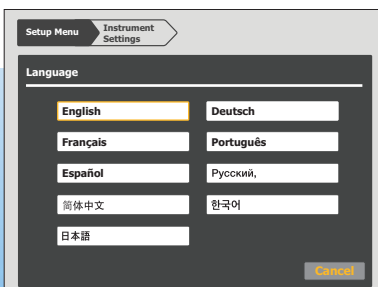 Setup Menu
Instrument
Settings
Language
English
Deutsch
Français
Português
Español
Русский,
简体中文
한국어
日本語
Cancel